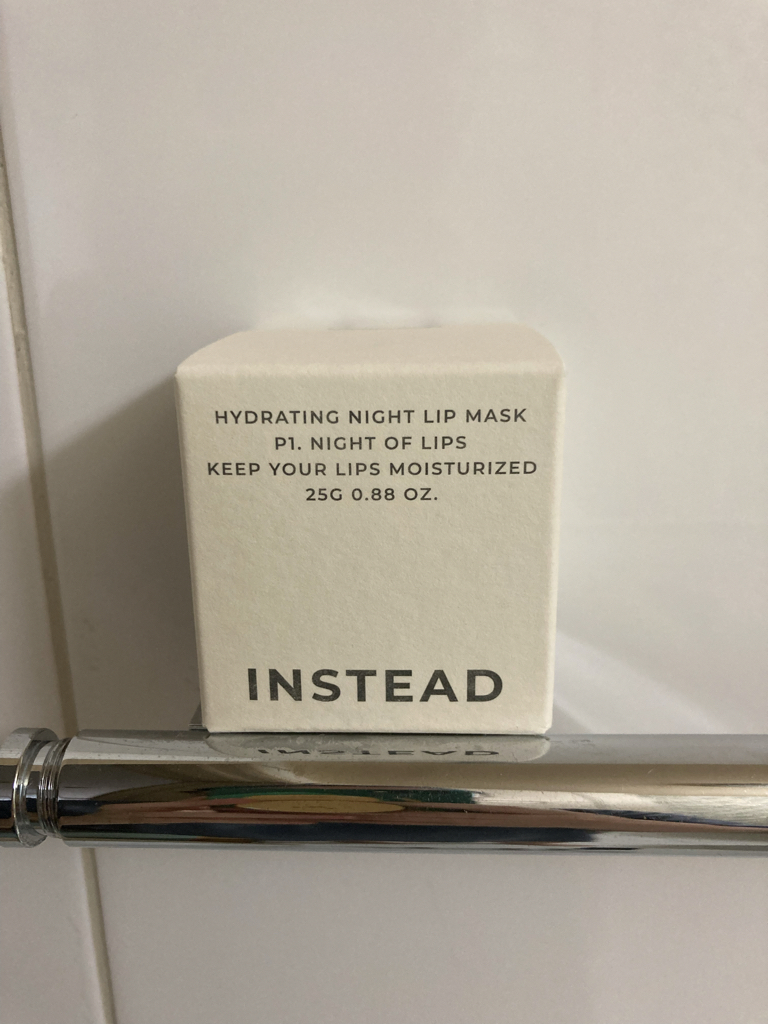 HYDRATING NIGHT LIP MASK
P1. NIGHT OF LIPS
KEEP YOUR LIPS MOISTURIZED
25G 0.88 OZ.
INSTEAD